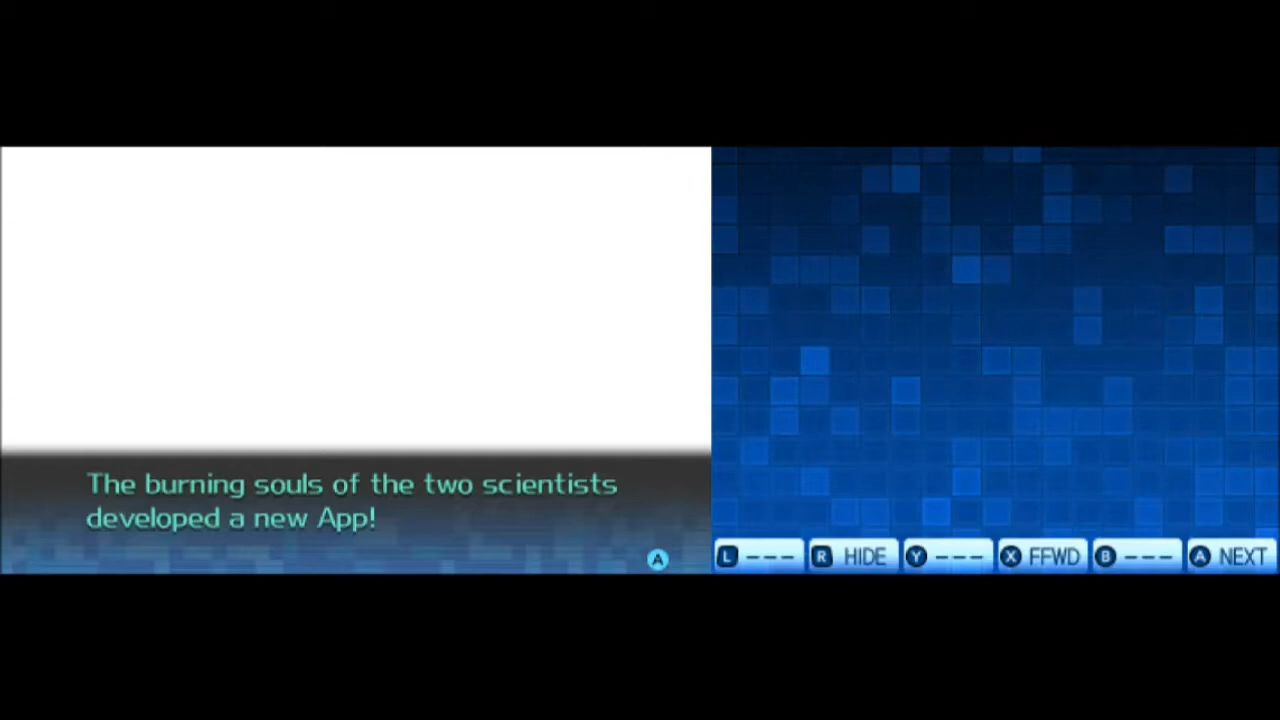 The burning souls of the two scientists
developed a new App!
A
L --- R HIDE Y --- X FFWD B --- A NEXT